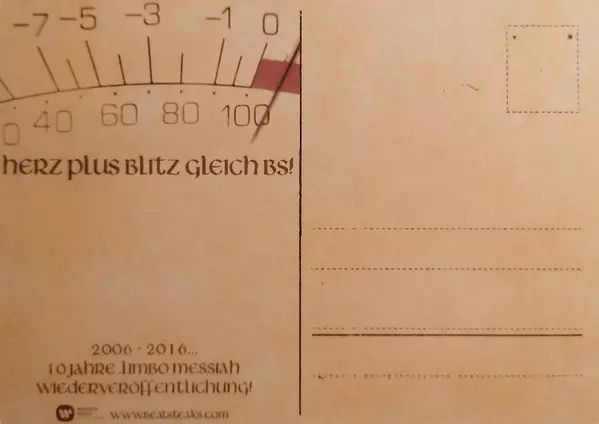 -7 -5 -3 -1 0
0 40 60 80 100
HERZ PLUS BLITZ GLEICH BS!
2006 - 2016...
10 JAHRE .LIMBO MESSIAH
WIEDERVERÖFFENTLICHUNG!
WWW.BEATSTEAKS.COM